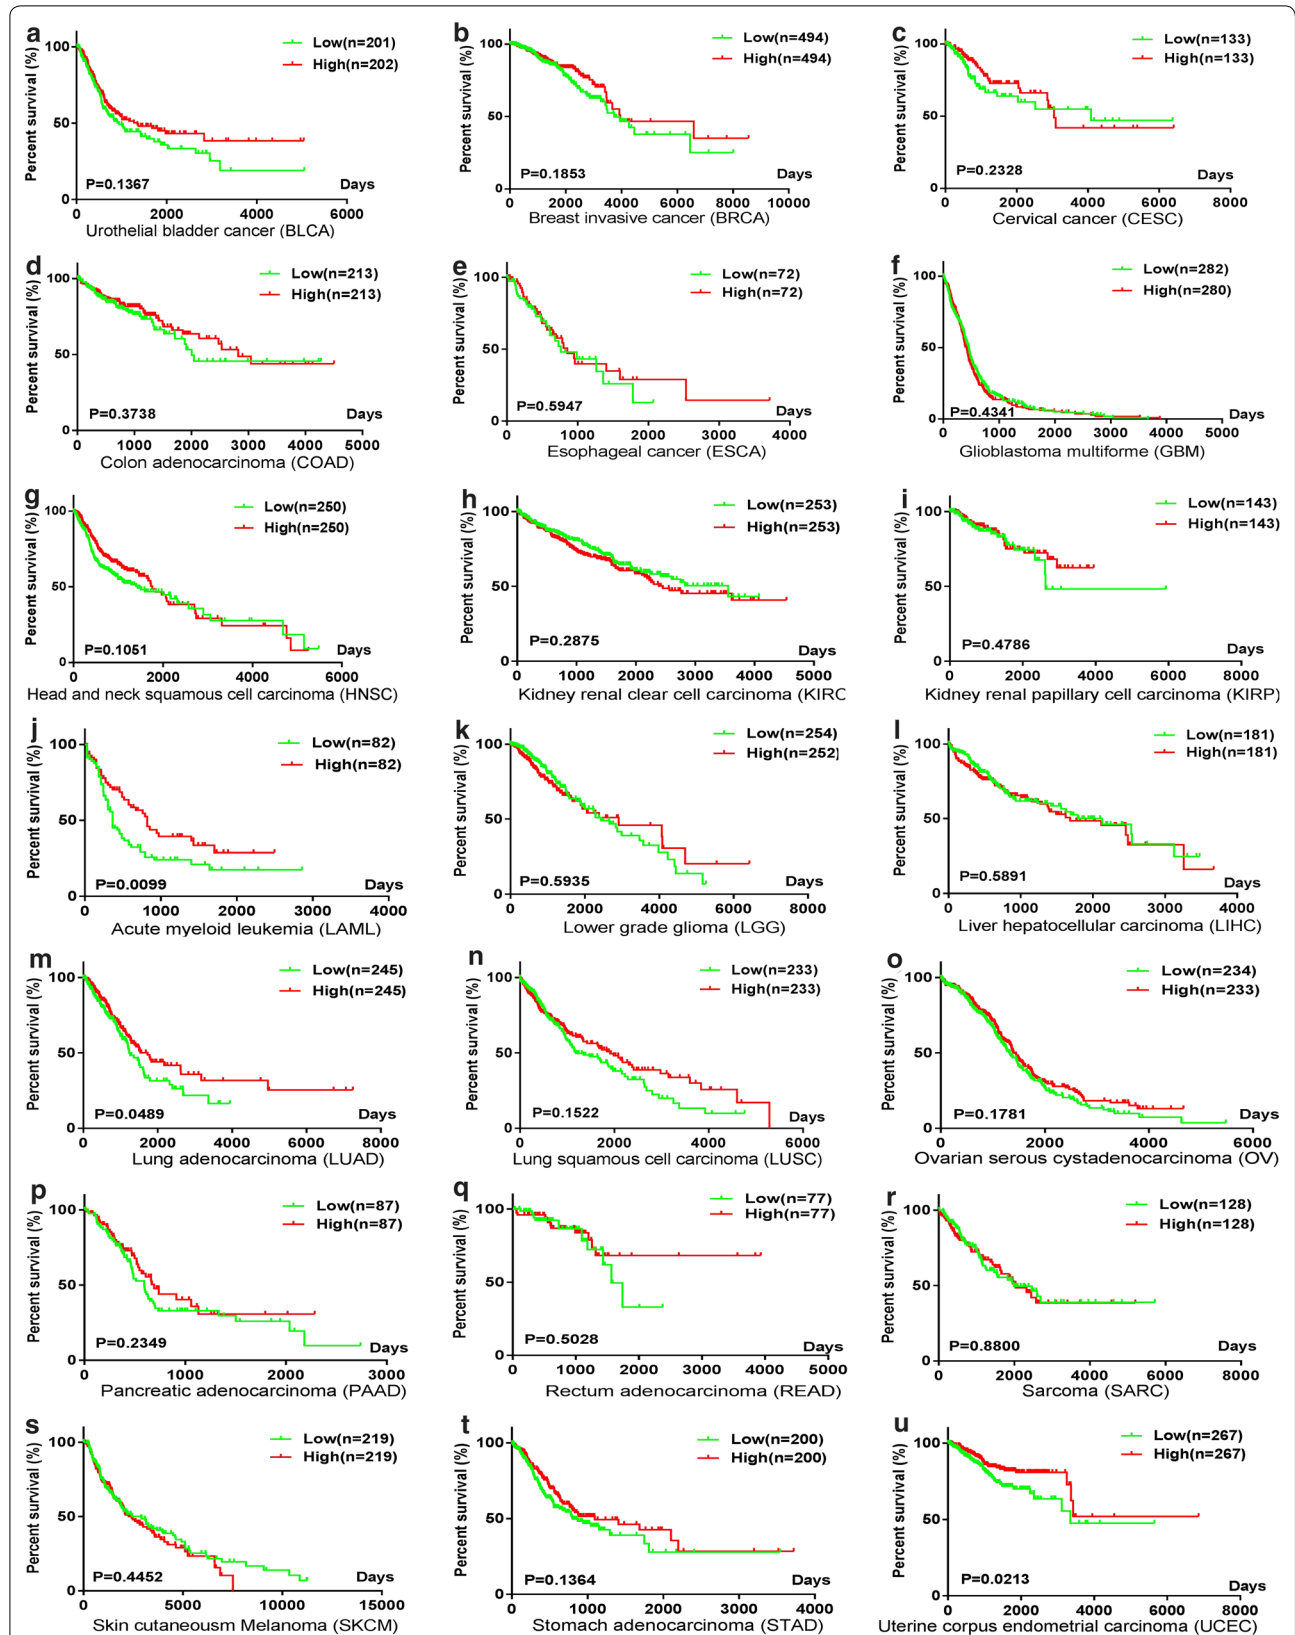 a
Percent survival (%)
100
50
0
Low(n=201)
High(n=202)
P=0.1367
Days
0 2000 4000 6000
Urothelial bladder cancer (BLCA)
b
Percent survival (%)
100
50
0
Low(n=494)
High(n=494)
P=0.1853
Days
0 2000 4000 6000 8000 10000
Breast invasive cancer (BRCA)
c
Percent survival (%)
100
50
0
Low(n=133)
High(n=133)
P=0.2328
Days
0 2000 4000 6000 8000
Cervical cancer (CESC)
d
Percent survival (%)
100
50
0
Low(n=213)
High(n=213)
P=0.3738
Days
0 1000 2000 3000 4000 5000
Colon adenocarcinoma (COAD)
e
Percent survival (%)
100
50
0
Low(n=72)
High(n=72)
P=0.5947
Days
0 1000 2000 3000 4000
Esophageal cancer (ESCA)
f
Percent survival (%)
100
50
0
Low(n=282)
High(n=280)
P=0.4341
Days
0 1000 2000 3000 4000 5000
Glioblastoma multiforme (GBM)
g
Percent survival (%)
100
50
0
Low(n=250)
High(n=250)
P=0.1051
Days
0 2000 4000 6000
Head and neck squamous cell carcinoma (HNSC)
h
Percent survival (%)
100
50
0
Low(n=253)
High(n=253)
P=0.2875
Days
0 1000 2000 3000 4000 5000
Kidney renal clear cell carcinoma (KIRC
i
Percent survival (%)
100
50
0
Low(n=143)
High(n=143)
P=0.4786
Days
0 2000 4000 6000 8000
Kidney renal papillary cell carcinoma (KIRP)
j
Percent survival (%)
100
50
0
Low(n=82)
High(n=82)
P=0.0099
Days
0 1000 2000 3000 4000
Acute myeloid leukemia (LAML)
k
Percent survival (%)
100
50
0
Low(n=254)
High(n=252)
P=0.5935
Days
0 2000 4000 6000 8000
Lower grade glioma (LGG)
l
Percent survival (%)
100
50
0
Low(n=181)
High(n=181)
P=0.5891
Days
0 1000 2000 3000 4000
Liver hepatocellular carcinoma (LIHC)
m
Percent survival (%)
100
50
0
Low(n=245)
High(n=245)
P=0.0489
Days
0 2000 4000 6000 8000
Lung adenocarcinoma (LUAD)
n
Percent survival (%)
100
50
0
Low(n=233)
High(n=233)
P=0.1522
Days
0 2000 4000 6000
Lung squamous cell carcinoma (LUSC)
o
Percent survival (%)
100
50
0
Low(n=234)
High(n=233)
P=0.1781
Days
0 2000 4000 6000
Ovarian serous cystadenocarcinoma (OV)
p
Percent survival (%)
100
50
0
Low(n=87)
High(n=87)
P=0.2349
Days
0 1000 2000 3000
Pancreatic adenocarcinoma (PAAD)
q
Percent survival (%)
100
50
0
Low(n=77)
High(n=77)
P=0.5028
Days
0 1000 2000 3000 4000 5000
Rectum adenocarcinoma (READ)
r
Percent survival (%)
100
50
0
Low(n=128)
High(n=128)
P=0.8800
Days
0 2000 4000 6000 8000
Sarcoma (SARC)
s
Percent survival (%)
100
50
0
Low(n=219)
High(n=219)
P=0.4452
Days
0 5000 10000 15000
Skin cutaneousm Melanoma (SKCM)
t
Percent survival (%)
100
50
0
Low(n=200)
High(n=200)
P=0.1364
Days
0 1000 2000 3000 4000
Stomach adenocarcinoma (STAD)
u
Percent survival (%)
100
50
0
Low(n=267)
High(n=267)
P=0.0213
Days
0 2000 4000 6000 8000
Uterine corpus endometrial carcinoma (UCEC)